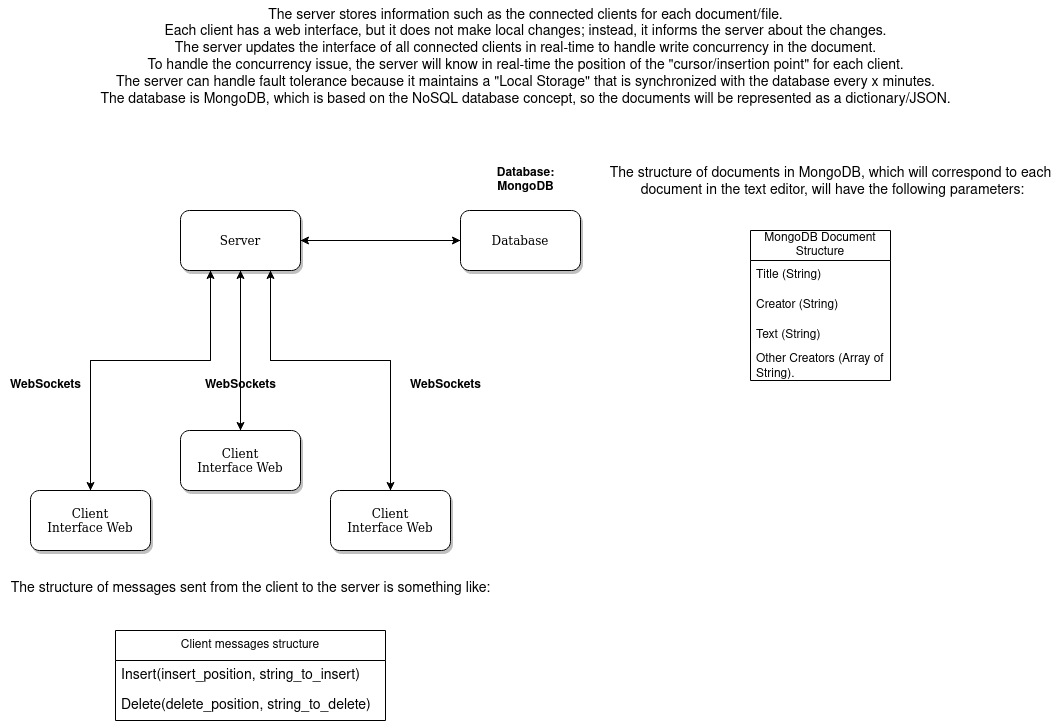 The server stores information such as the connected clients for each document/file.
Each client has a web interface, but it does not make local changes; instead, it informs the server about the changes.
The server updates the interface of all connected clients in real-time to handle write concurrency in the document.
To handle the concurrency issue, the server will know in real-time the position of the "cursor/insertion point" for each client.
The server can handle fault tolerance because it maintains a "Local Storage" that is synchronized with the database every x minutes.
The database is MongoDB, which is based on the NoSQL database concept, so the documents will be represented as a dictionary/JSON.
Database:
MongoDB
Server
Database
WebSockets
WebSockets
WebSockets
Client
Interface Web
Client
Interface Web
Client
Interface Web
The structure of documents in MongoDB, which will correspond to each
document in the text editor, will have the following parameters:
MongoDB Document
Structure
Title (String)
Creator (String)
Text (String)
Other Creators (Array of
String).
The structure of messages sent from the client to the server is something like:
Client messages structure
Insert(insert_position, string_to_insert)
Delete(delete_position, string_to_delete)